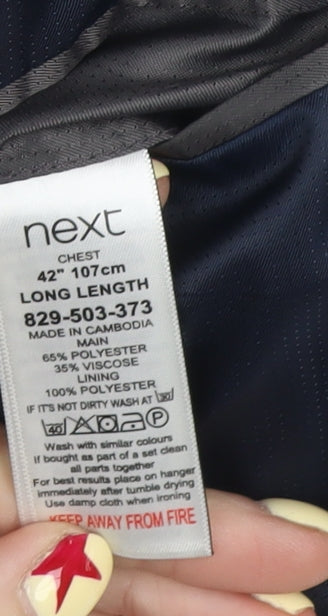 next
CHEST
42" 107cm
LONG LENGTH
829-503-373
MADE IN CAMBODIA
MAIN
65% POLYESTER
35% VISCOSE
LINING
100% POLYESTER
IF IT'S NOT DIRTY WASH AT 30
40 P
Wash with similar colours
If bought as part of a set clean
all parts together
For best results place on hanger
immediately after tumble drying
Use damp cloth when ironing
KEEP AWAY FROM FIRE